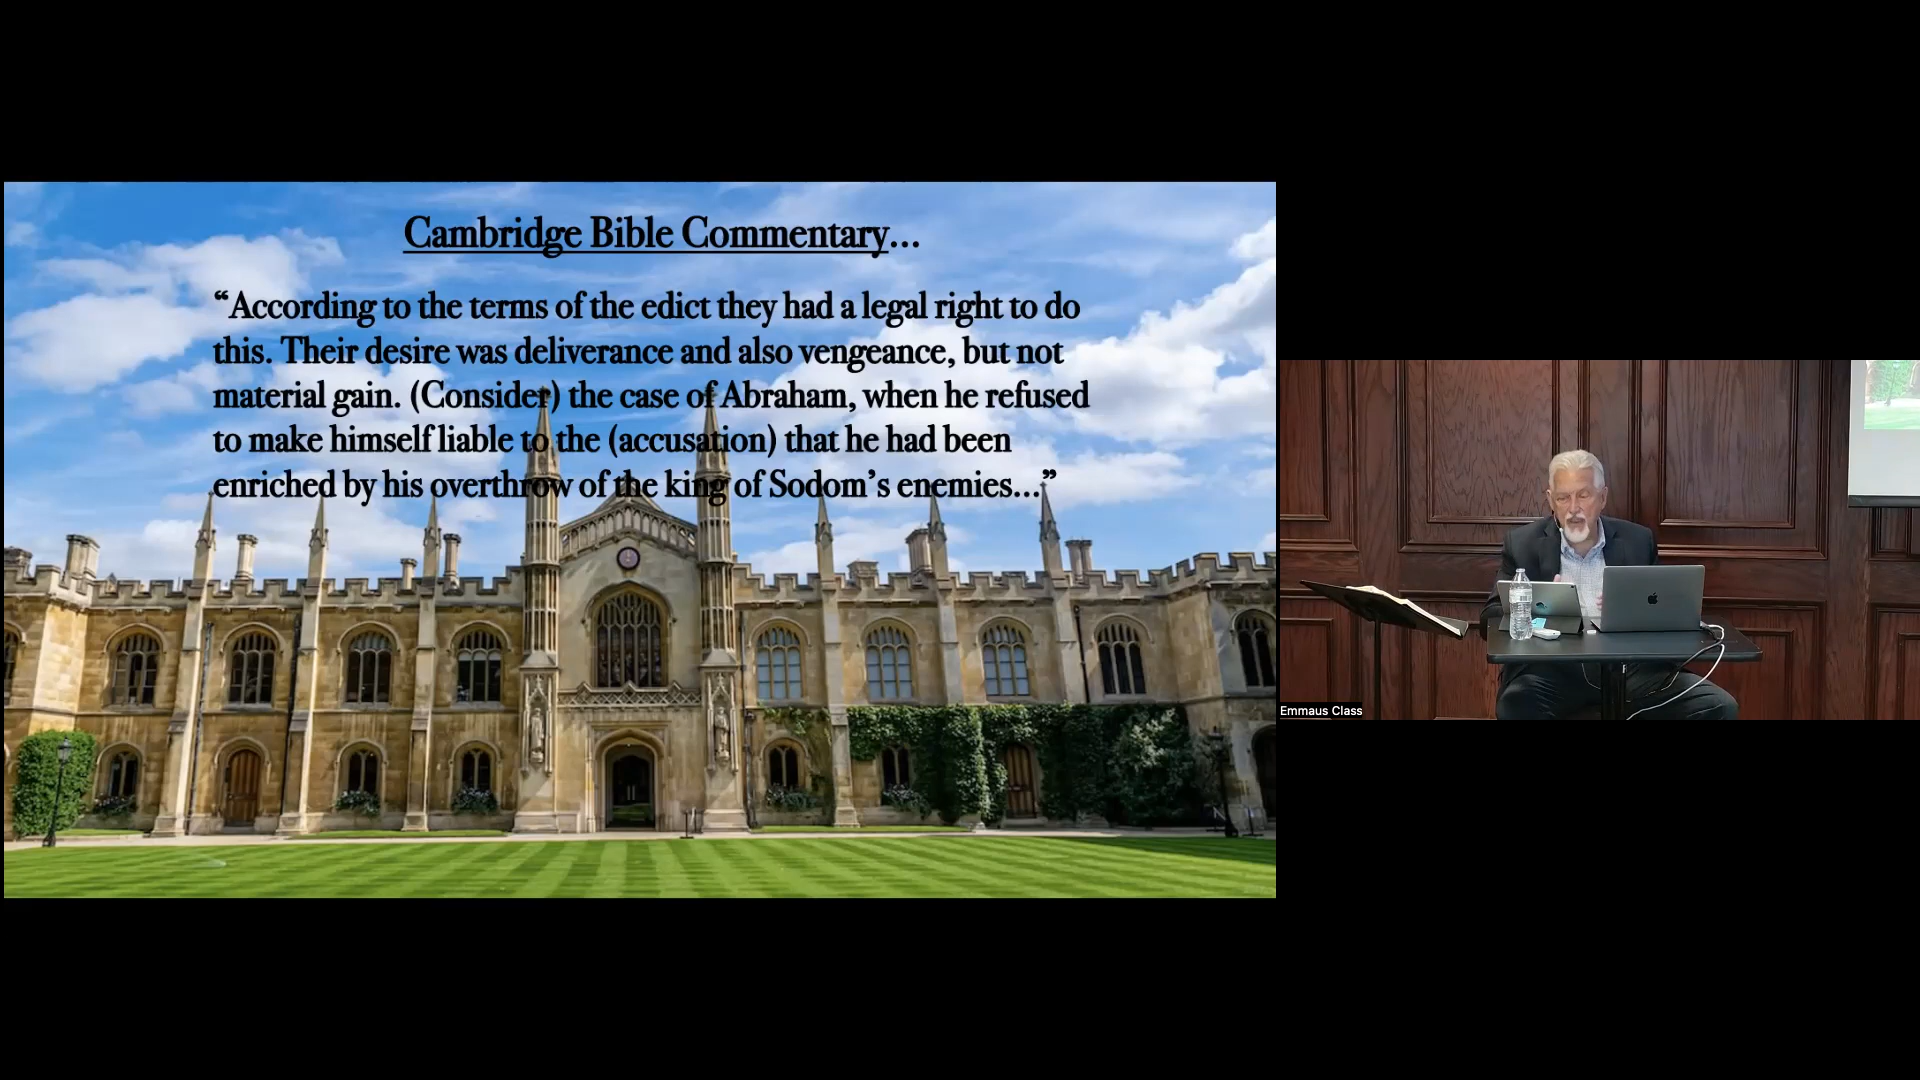 Cambridge Bible Commentary…
“According to the terms of the edict they had a legal right to do
this. Their desire was deliverance and also vengeance, but not
material gain. (Consider) the case of Abraham, when he refused
to make himself liable to the (accusation) that he had been
enriched by his overthrow of the king of Sodom’s enemies…”
Emmaus Class